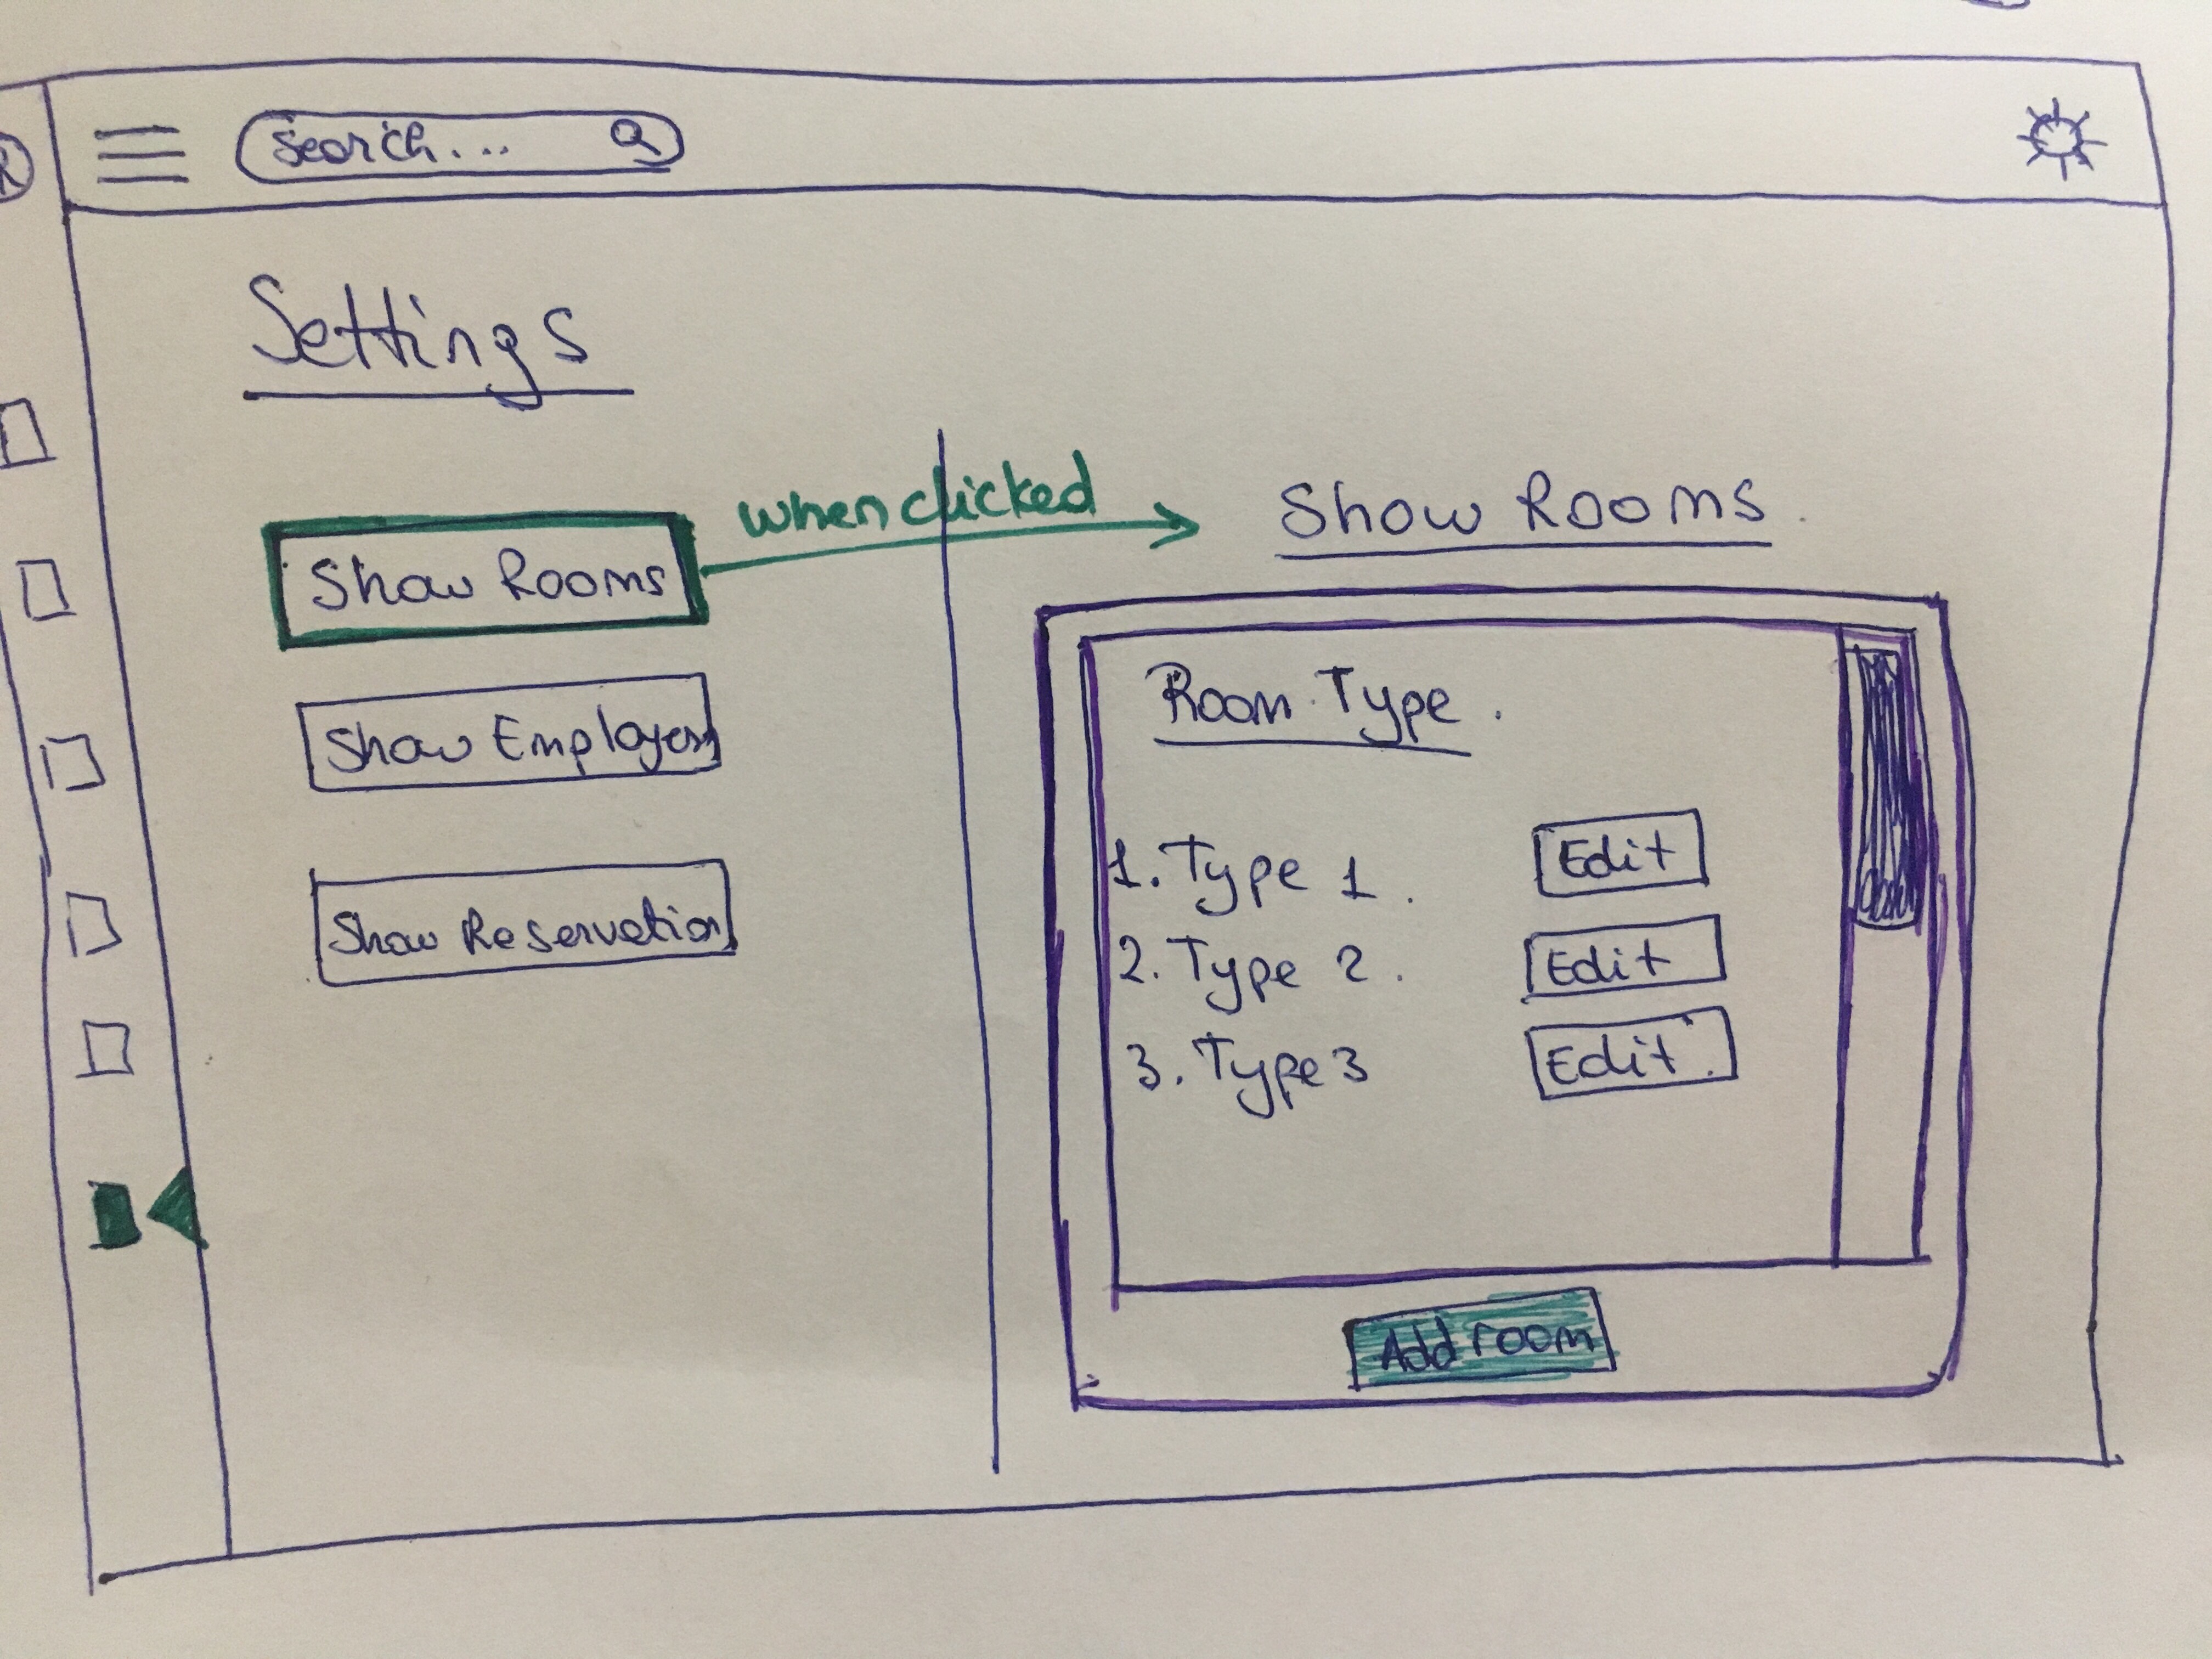 Search...
Settings
when clicked
Show Rooms.
Show Rooms
Show Employers
Show Reservation
Room Type.
1. Type 1. Edit
2. Type 2. Edit
3. Type 3 Edit.
Add room